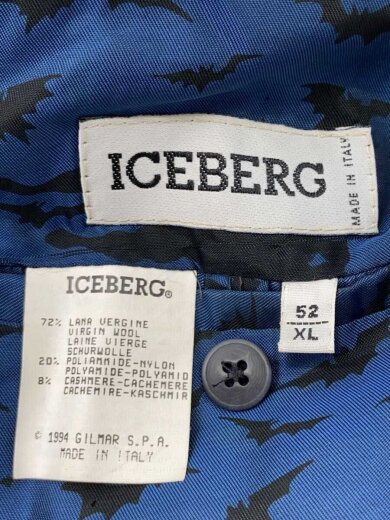 ICEBERG
MADE IN ITALY
ICEBERG®
72% LANA VERGINE
VIRGIN WOOL
LAINE VIERGE
SCHURWOLLE
20% POLIAMMIDE-NYLON
POLYAMIDE-POLYAMID
8% CASHMERE-CACHEMERE
CACHEMIRE-KASCHMIR
© 1994 GILMAR S.P.A.
MADE IN ITALY
52
XL